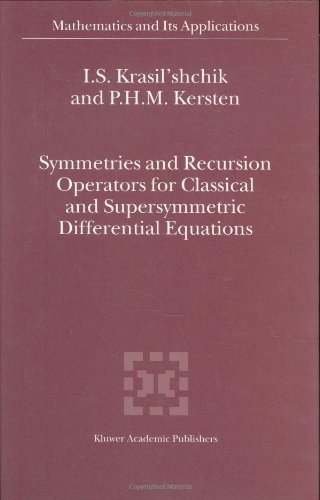 Mathematics and Its Applications
I.S. Krasil'shchik
and P.H.M. Kersten
Symmetries and Recursion
Operators for Classical
and Supersymmetric
Differential Equations
Kluwer Academic Publishers